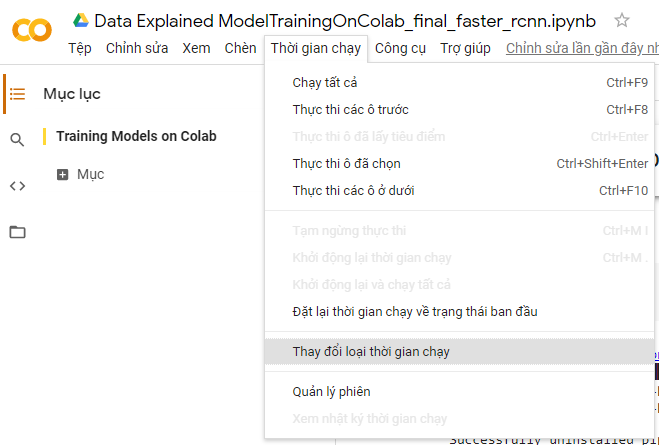 Data Explained ModelTrainingOnColab_final_faster_rcnn.ipynb
Tệp Chỉnh sửa Xem Chèn Thời gian chạy Công cụ Trợ giúp Chỉnh sửa lần gần đây nh
Mục lục
Training Models on Colab
Mục
Chạy tất cả Ctrl+F9
Thực thi các ô trước Ctrl+F8
Thực thi ô đã lấy tiêu điểm Ctrl+Enter
Thực thi ô đã chọn Ctrl+Shift+Enter
Thực thi các ô ở dưới Ctrl+F10
Tạm ngừng thực thi Ctrl+M I
Khởi động lại thời gian chạy Ctrl+M .
Khởi động lại và chạy tất cả
Đặt lại thời gian chạy về trạng thái ban đầu
Thay đổi loại thời gian chạy
Quản lý phiên
Xem nhật ký thời gian chạy
Successfully uninstalled